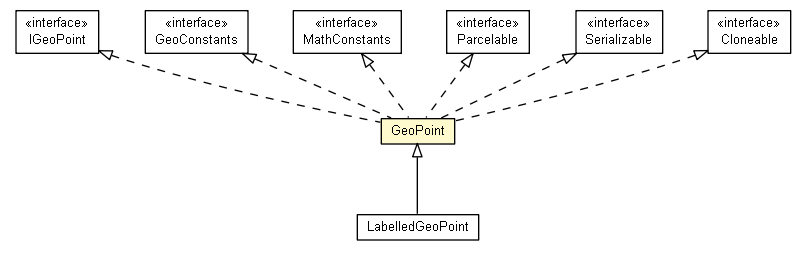 «interface»
IGeoPoint
«interface»
GeoConstants
«interface»
MathConstants
«interface»
Parcelable
«interface»
Serializable
«interface»
Cloneable
GeoPoint
LabelledGeoPoint